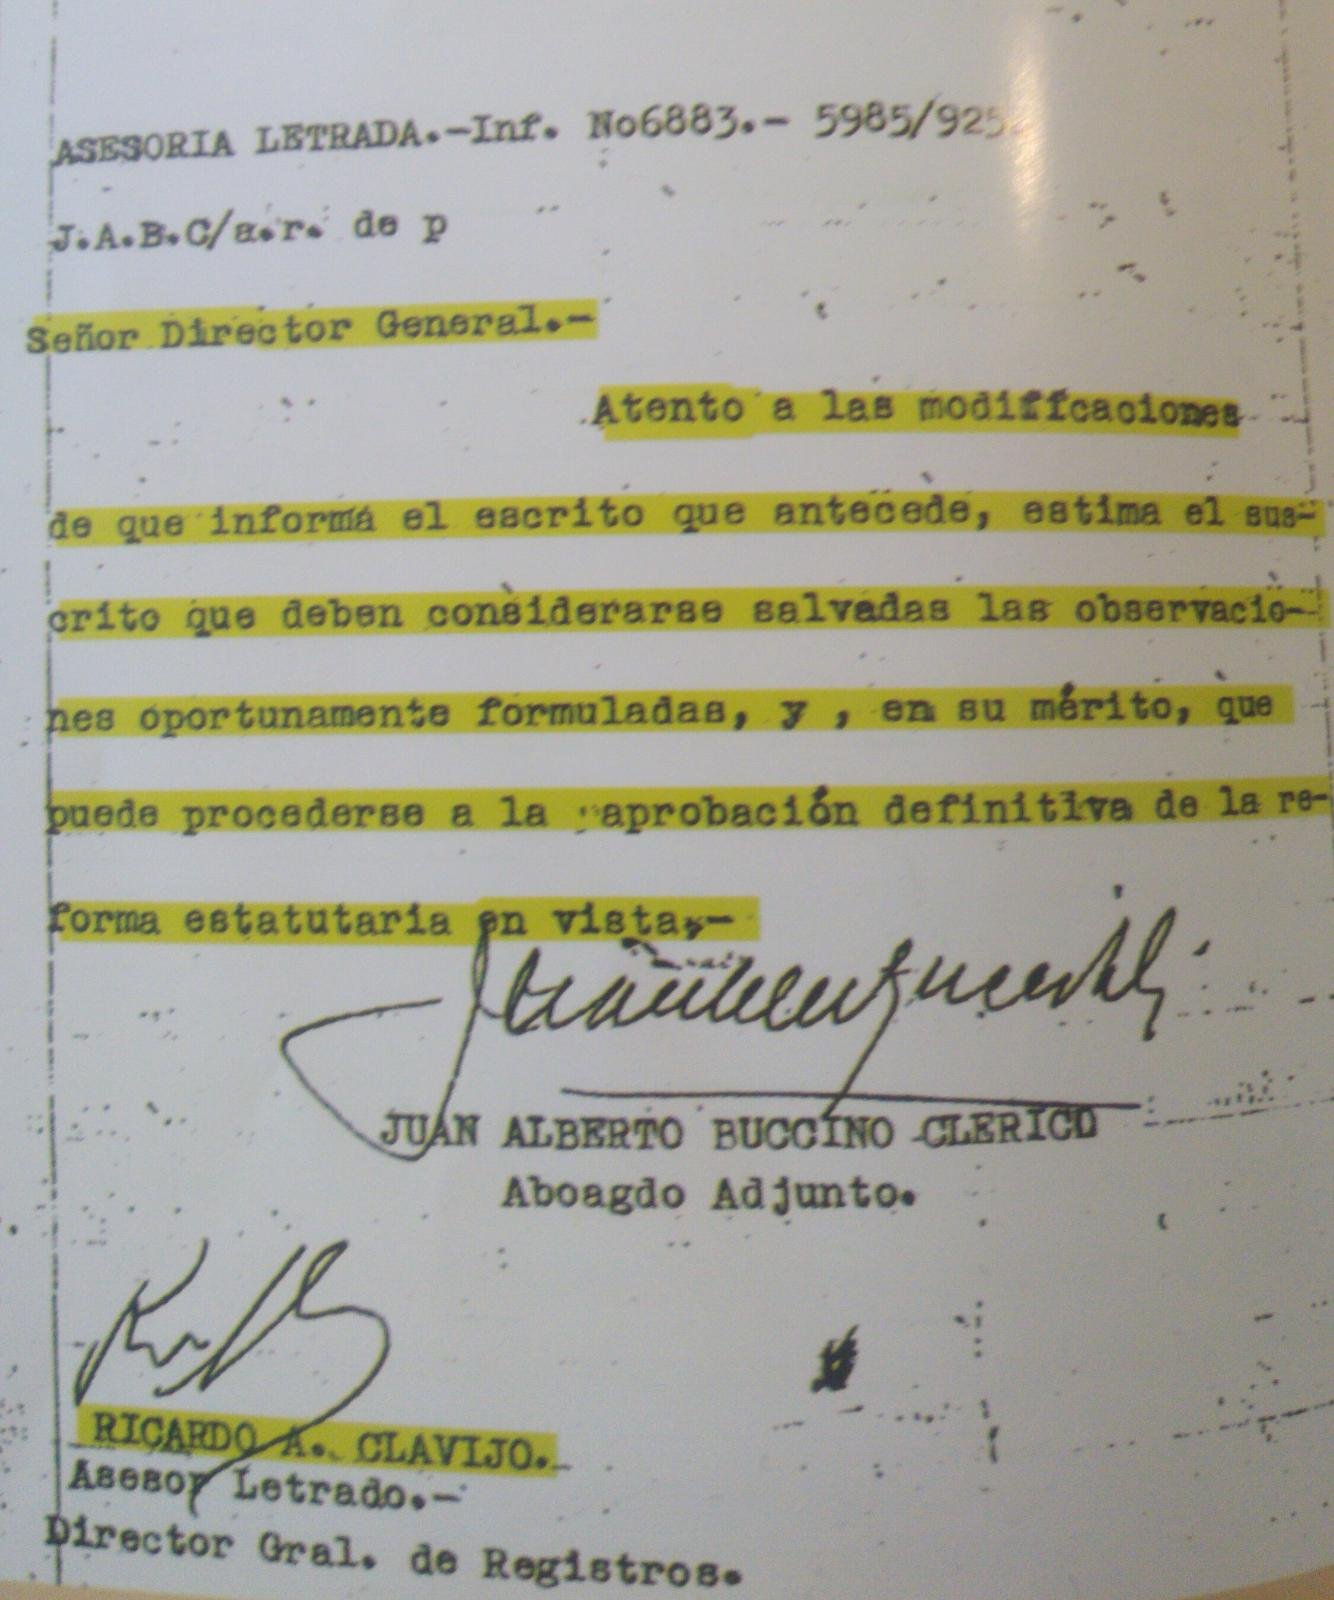 ASESORIA LETRADA.-Inf. No6883.- 5985/925
J.A.B.C/a.r. de p
Señor Director General.-
Atento a las modiffcaciones
de que informa el escrito que antecede, estima el sus-
crito que deben considerarse salvadas las observacio-
nes oportunamente formuladas, y , en su mérito, que
puede procederse a la aprobación definitiva de la re-
forma estatutaria en vista,-
JUAN ALBERTO BUCCINO CLERICO
Aboagdo Adjunto.
RICARDO A. CLAVIJO.
Asesor Letrado.-
Director Gral. de Registros.